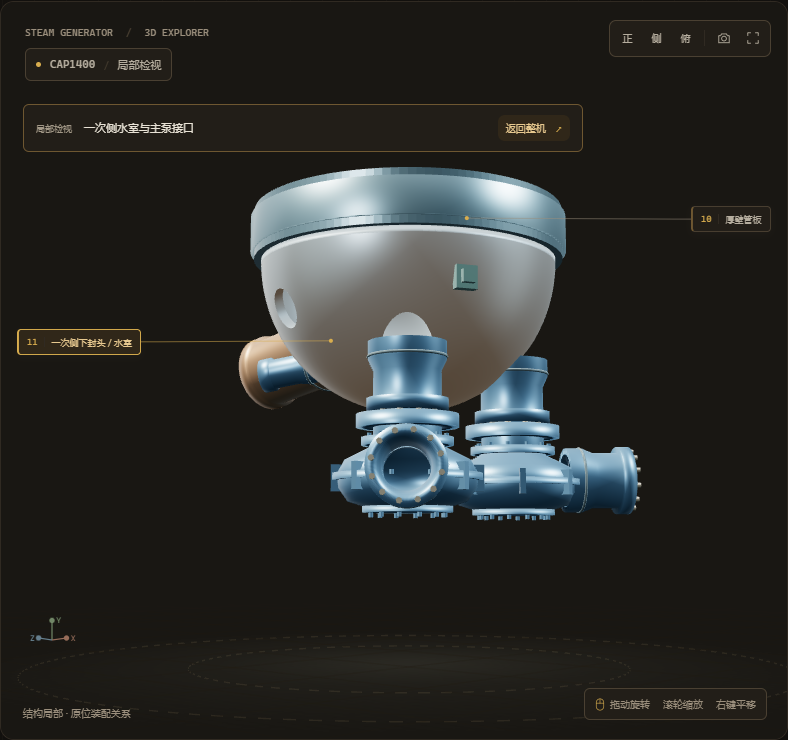 STEAM GENERATOR / 3D EXPLORER
正 侧 俯
CAP1400 / 局部检视
局部检视 一次侧水室与主泵接口
返回整机 ↗
10 厚壁管板
11 一次侧下封头 / 水室
Y
Z X
结构局部 · 原位装配关系
拖动旋转 滚轮缩放 右键平移